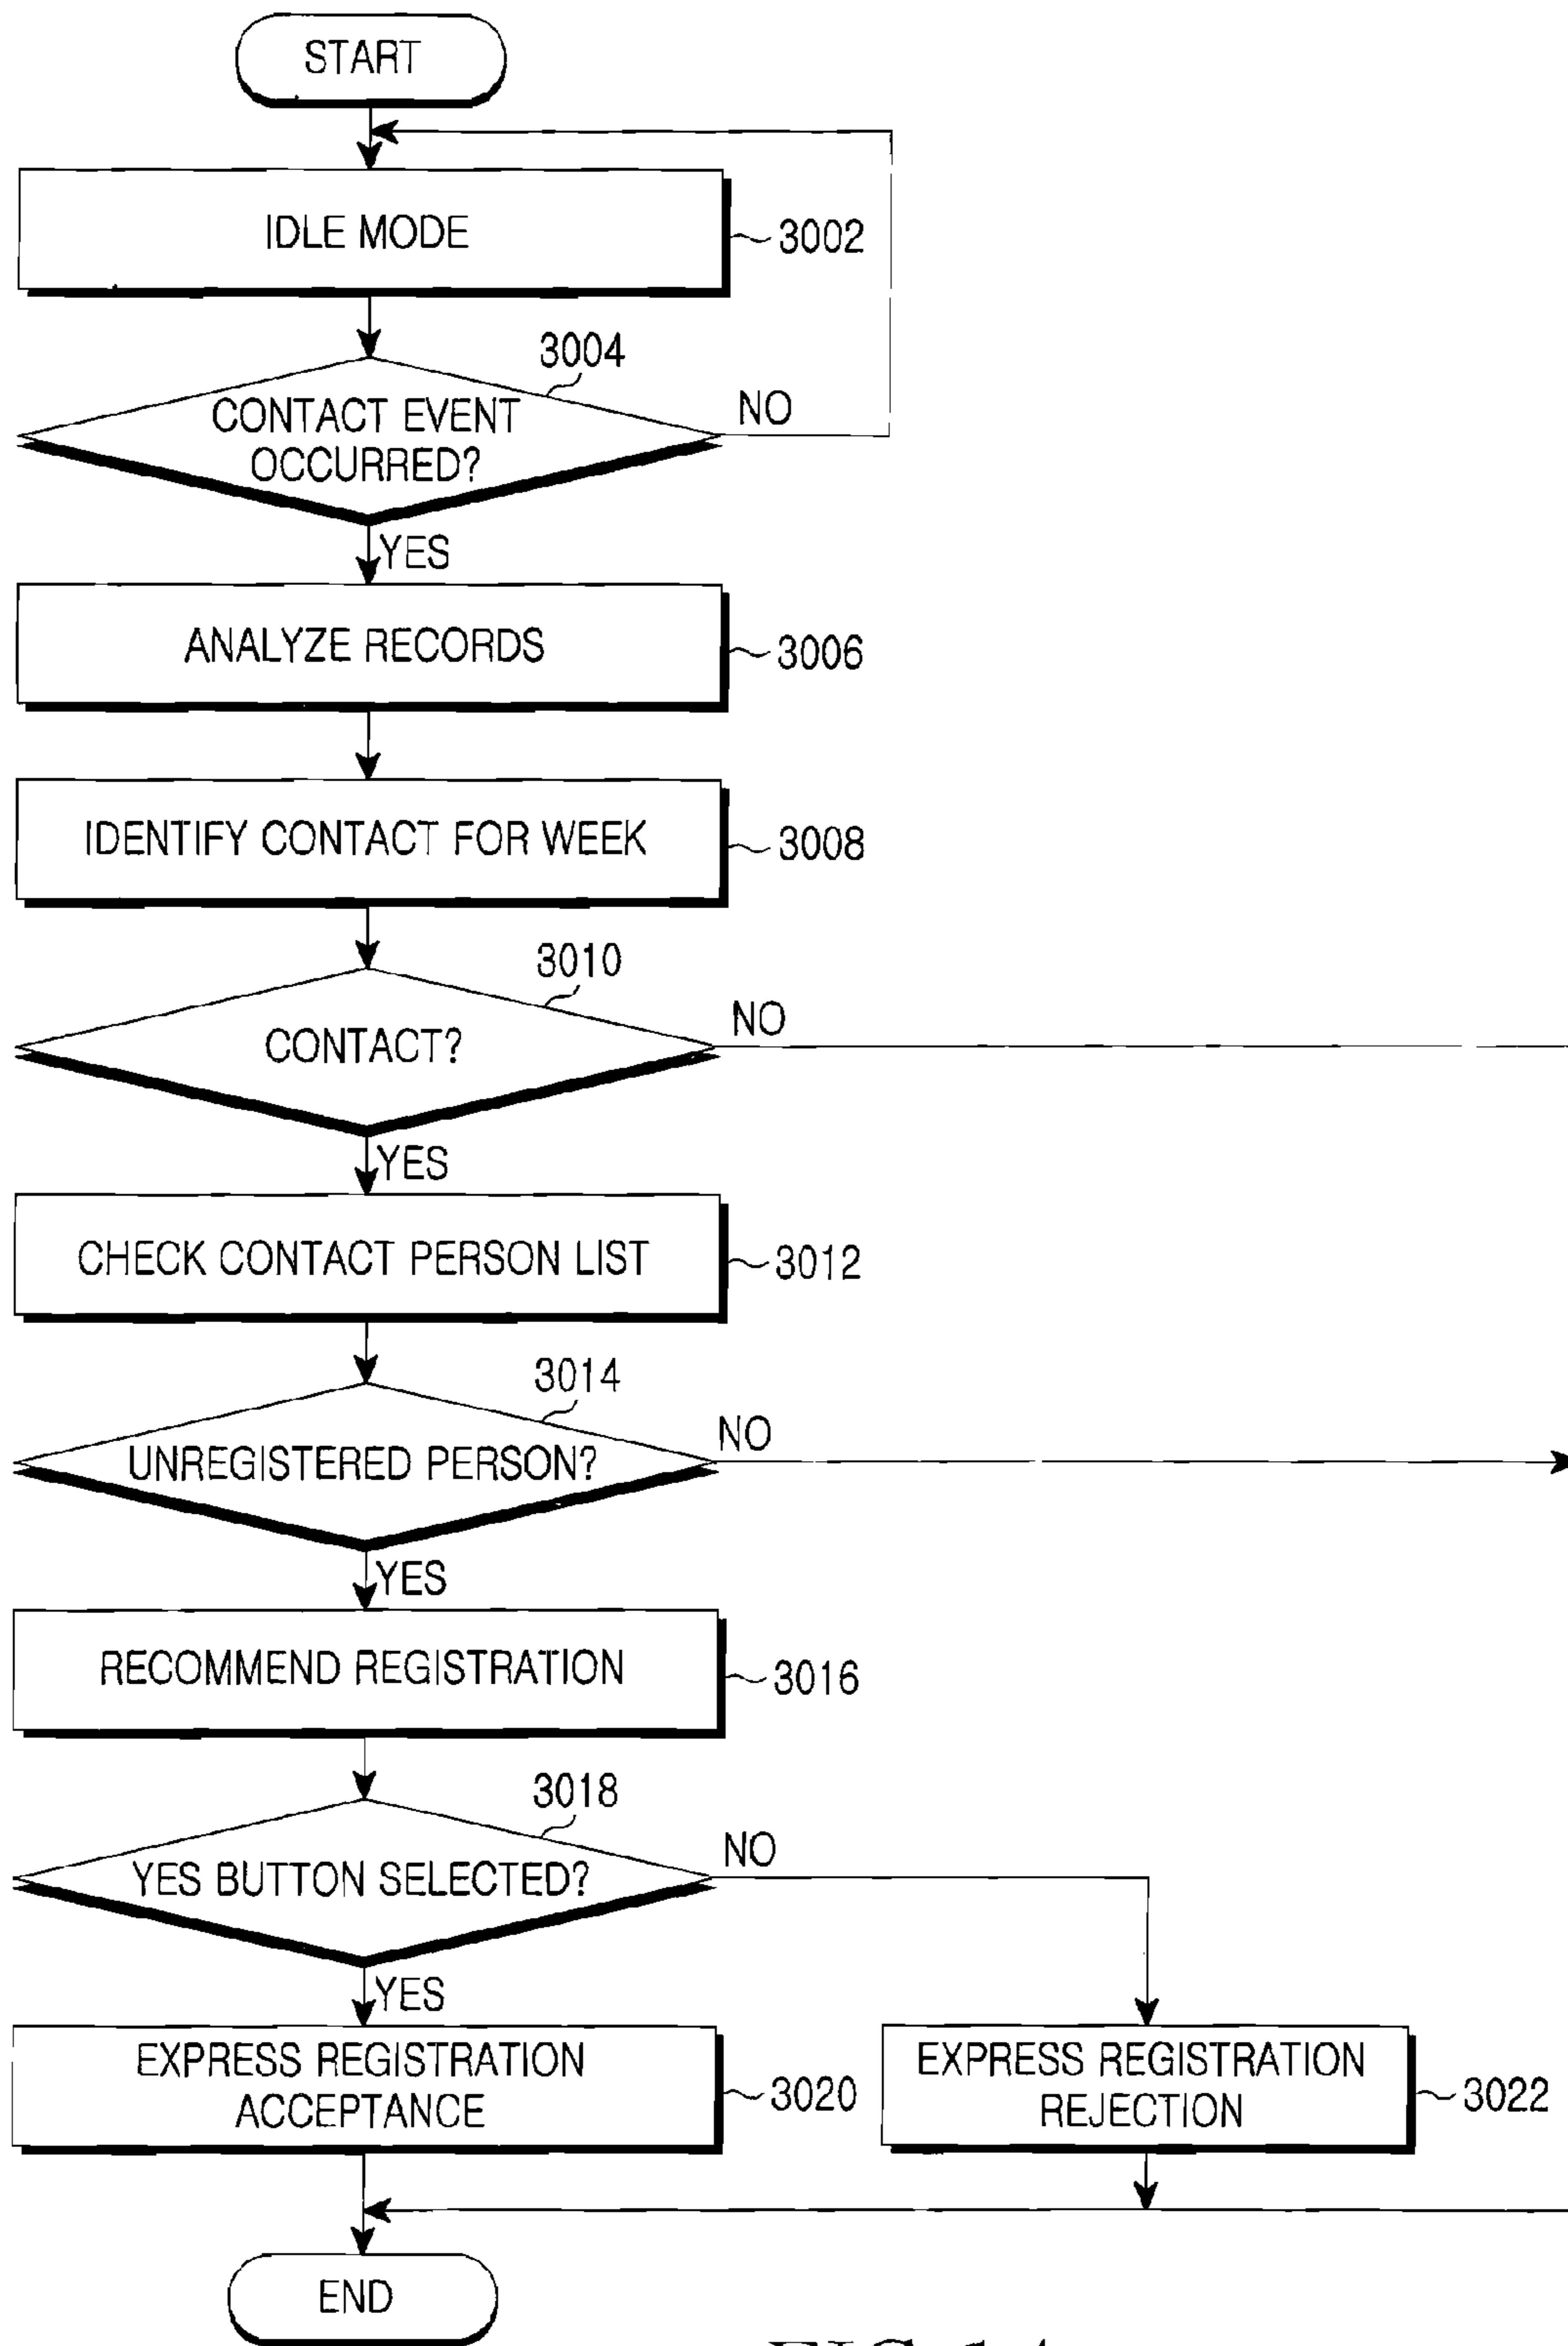 START
IDLE MODE
3002
3004
CONTACT EVENT
OCCURRED?
NO
YES
ANALYZE RECORDS
3006
IDENTIFY CONTACT FOR WEEK
3008
3010
CONTACT?
NO
YES
CHECK CONTACT PERSON LIST
3012
3014
UNREGISTERED PERSON?
NO
YES
RECOMMEND REGISTRATION
3016
3018
YES BUTTON SELECTED?
NO
YES
EXPRESS REGISTRATION
ACCEPTANCE
3020
EXPRESS REGISTRATION
REJECTION
3022
END